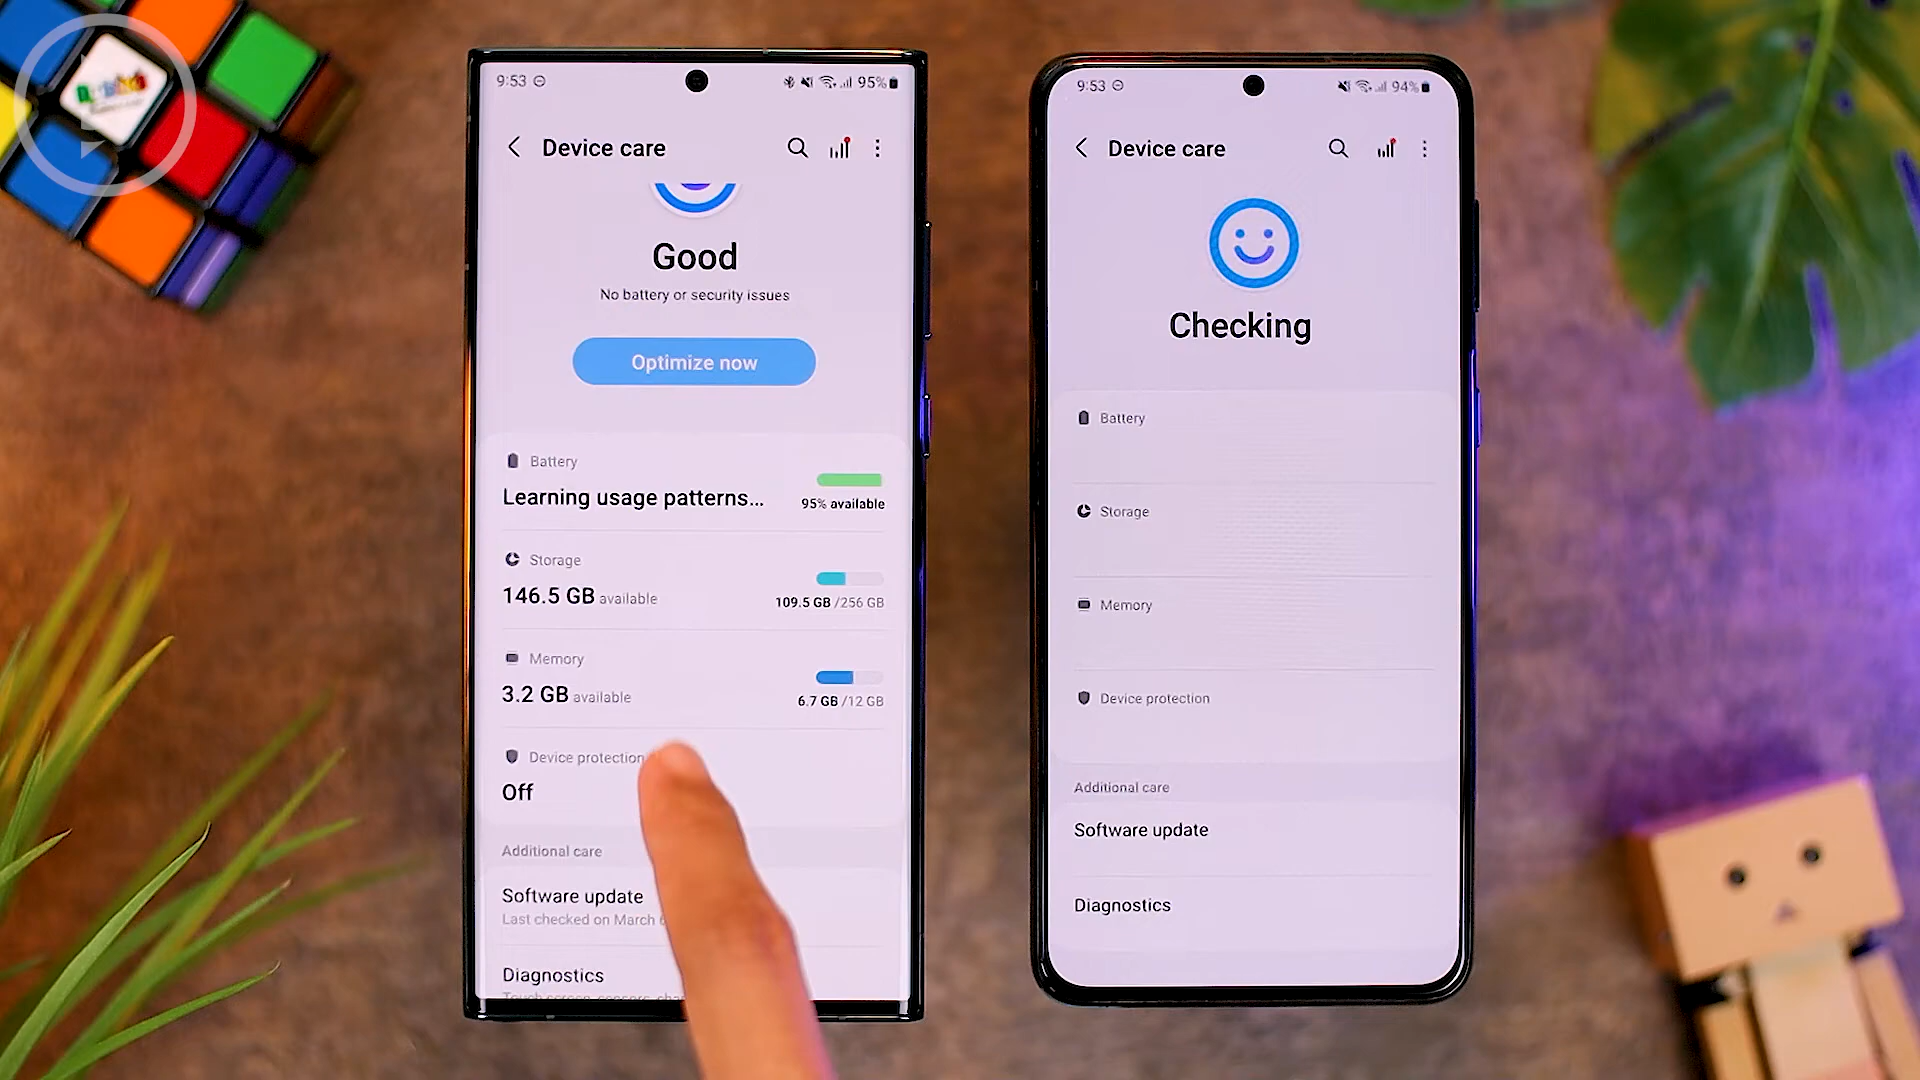 9:53
95%
Device care
Good
No battery or security issues
Optimize now
Battery
Learning usage patterns...
95% available
Storage
146.5 GB available
109.5 GB /256 GB
Memory
3.2 GB available
6.7 GB /12 GB
Device protection
Off
Additional care
Software update
Last checked on March
Diagnostics
Touch screen, sensors,
9:53
94%
Device care
Checking
Battery
Storage
Memory
Device protection
Additional care
Software update
Diagnostics